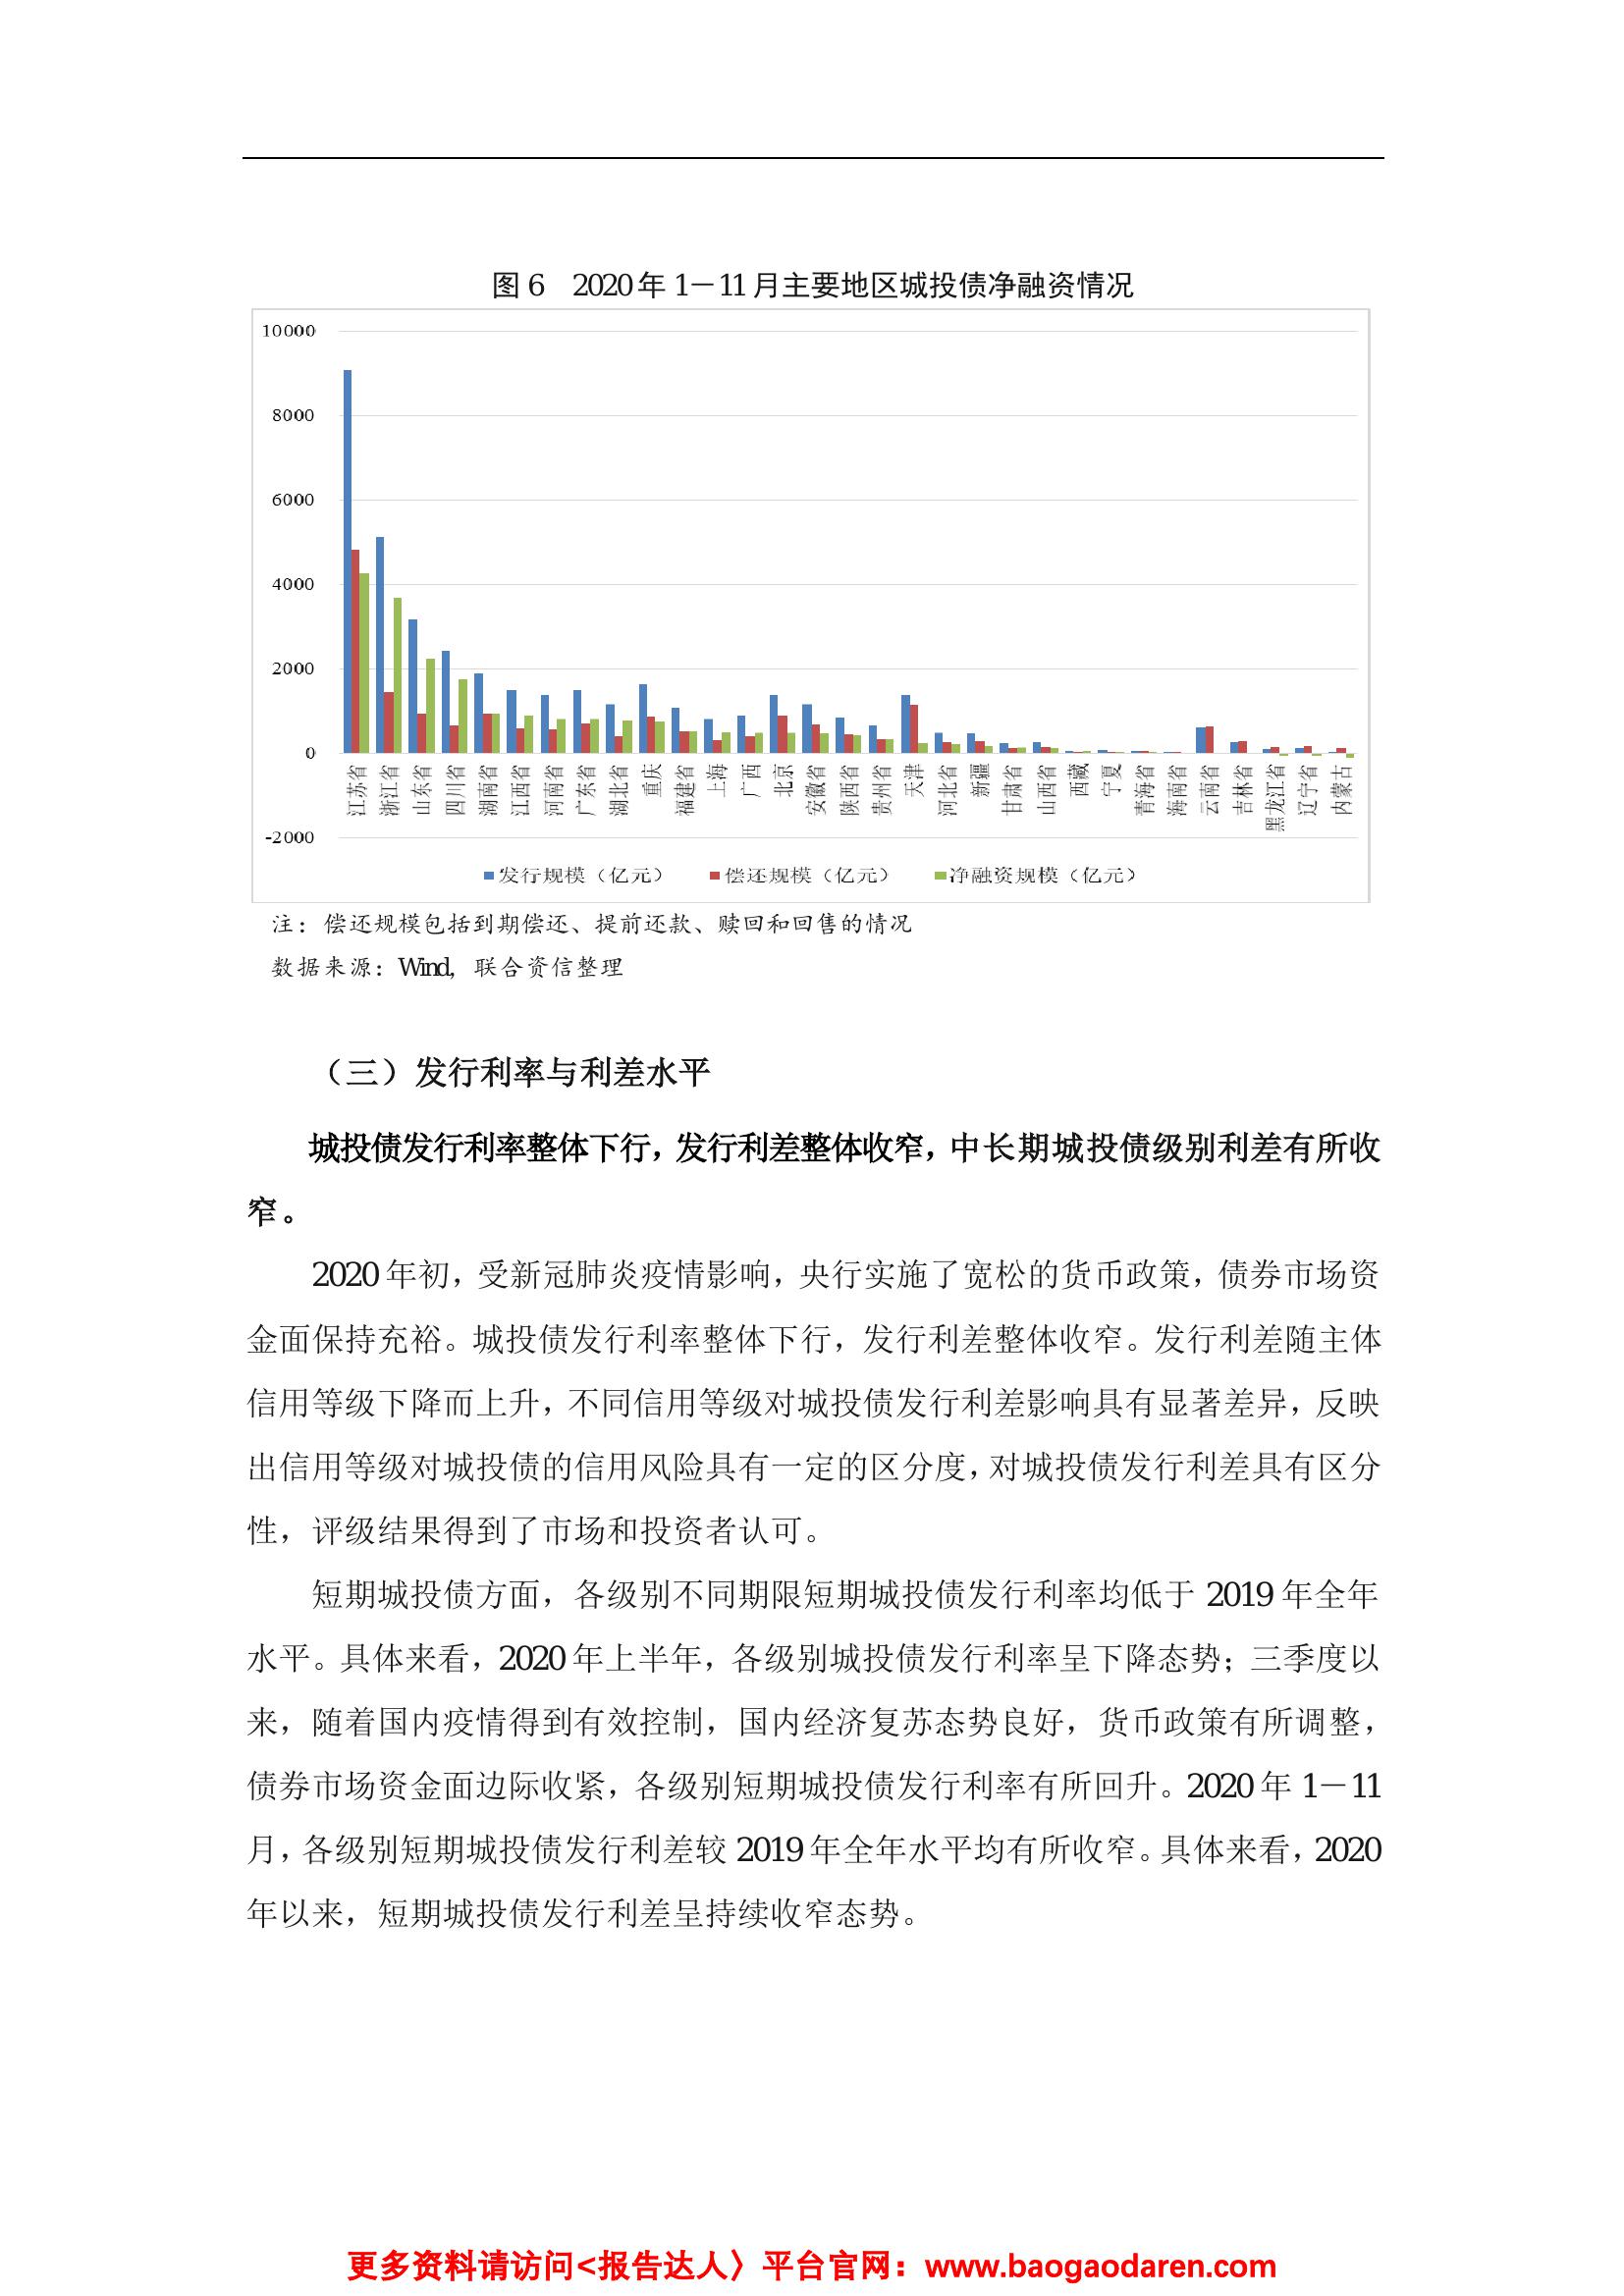 图 6　2020 年 1－11 月主要地区城投债净融资情况
10000
8000
6000
4000
2000
0
-2000
江苏省
浙江省
山东省
四川省
湖南省
江西省
河南省
广东省
湖北省
重庆
福建省
上海
广西
北京
安徽省
陕西省
贵州省
天津
河北省
新疆
甘肃省
山西省
西藏
宁夏
青海省
海南省
云南省
吉林省
黑龙江省
辽宁省
内蒙古
发行规模（亿元） 偿还规模（亿元） 净融资规模（亿元）
注：偿还规模包括到期偿还、提前还款、赎回和回售的情况
数据来源：Wind，联合资信整理
（三）发行利率与利差水平
城投债发行利率整体下行，发行利差整体收窄，中长期城投债级别利差有所收
窄。
2020 年初，受新冠肺炎疫情影响，央行实施了宽松的货币政策，债券市场资
金面保持充裕。城投债发行利率整体下行，发行利差整体收窄。发行利差随主体
信用等级下降而上升，不同信用等级对城投债发行利差影响具有显著差异，反映
出信用等级对城投债的信用风险具有一定的区分度，对城投债发行利差具有区分
性，评级结果得到了市场和投资者认可。
短期城投债方面，各级别不同期限短期城投债发行利率均低于 2019 年全年
水平。具体来看，2020 年上半年，各级别城投债发行利率呈下降态势；三季度以
来，随着国内疫情得到有效控制，国内经济复苏态势良好，货币政策有所调整，
债券市场资金面边际收紧，各级别短期城投债发行利率有所回升。2020 年 1－11
月，各级别短期城投债发行利差较 2019 年全年水平均有所收窄。具体来看，2020
年以来，短期城投债发行利差呈持续收窄态势。
更多资料请访问<报告达人〉平台官网：www.baogaodaren.com